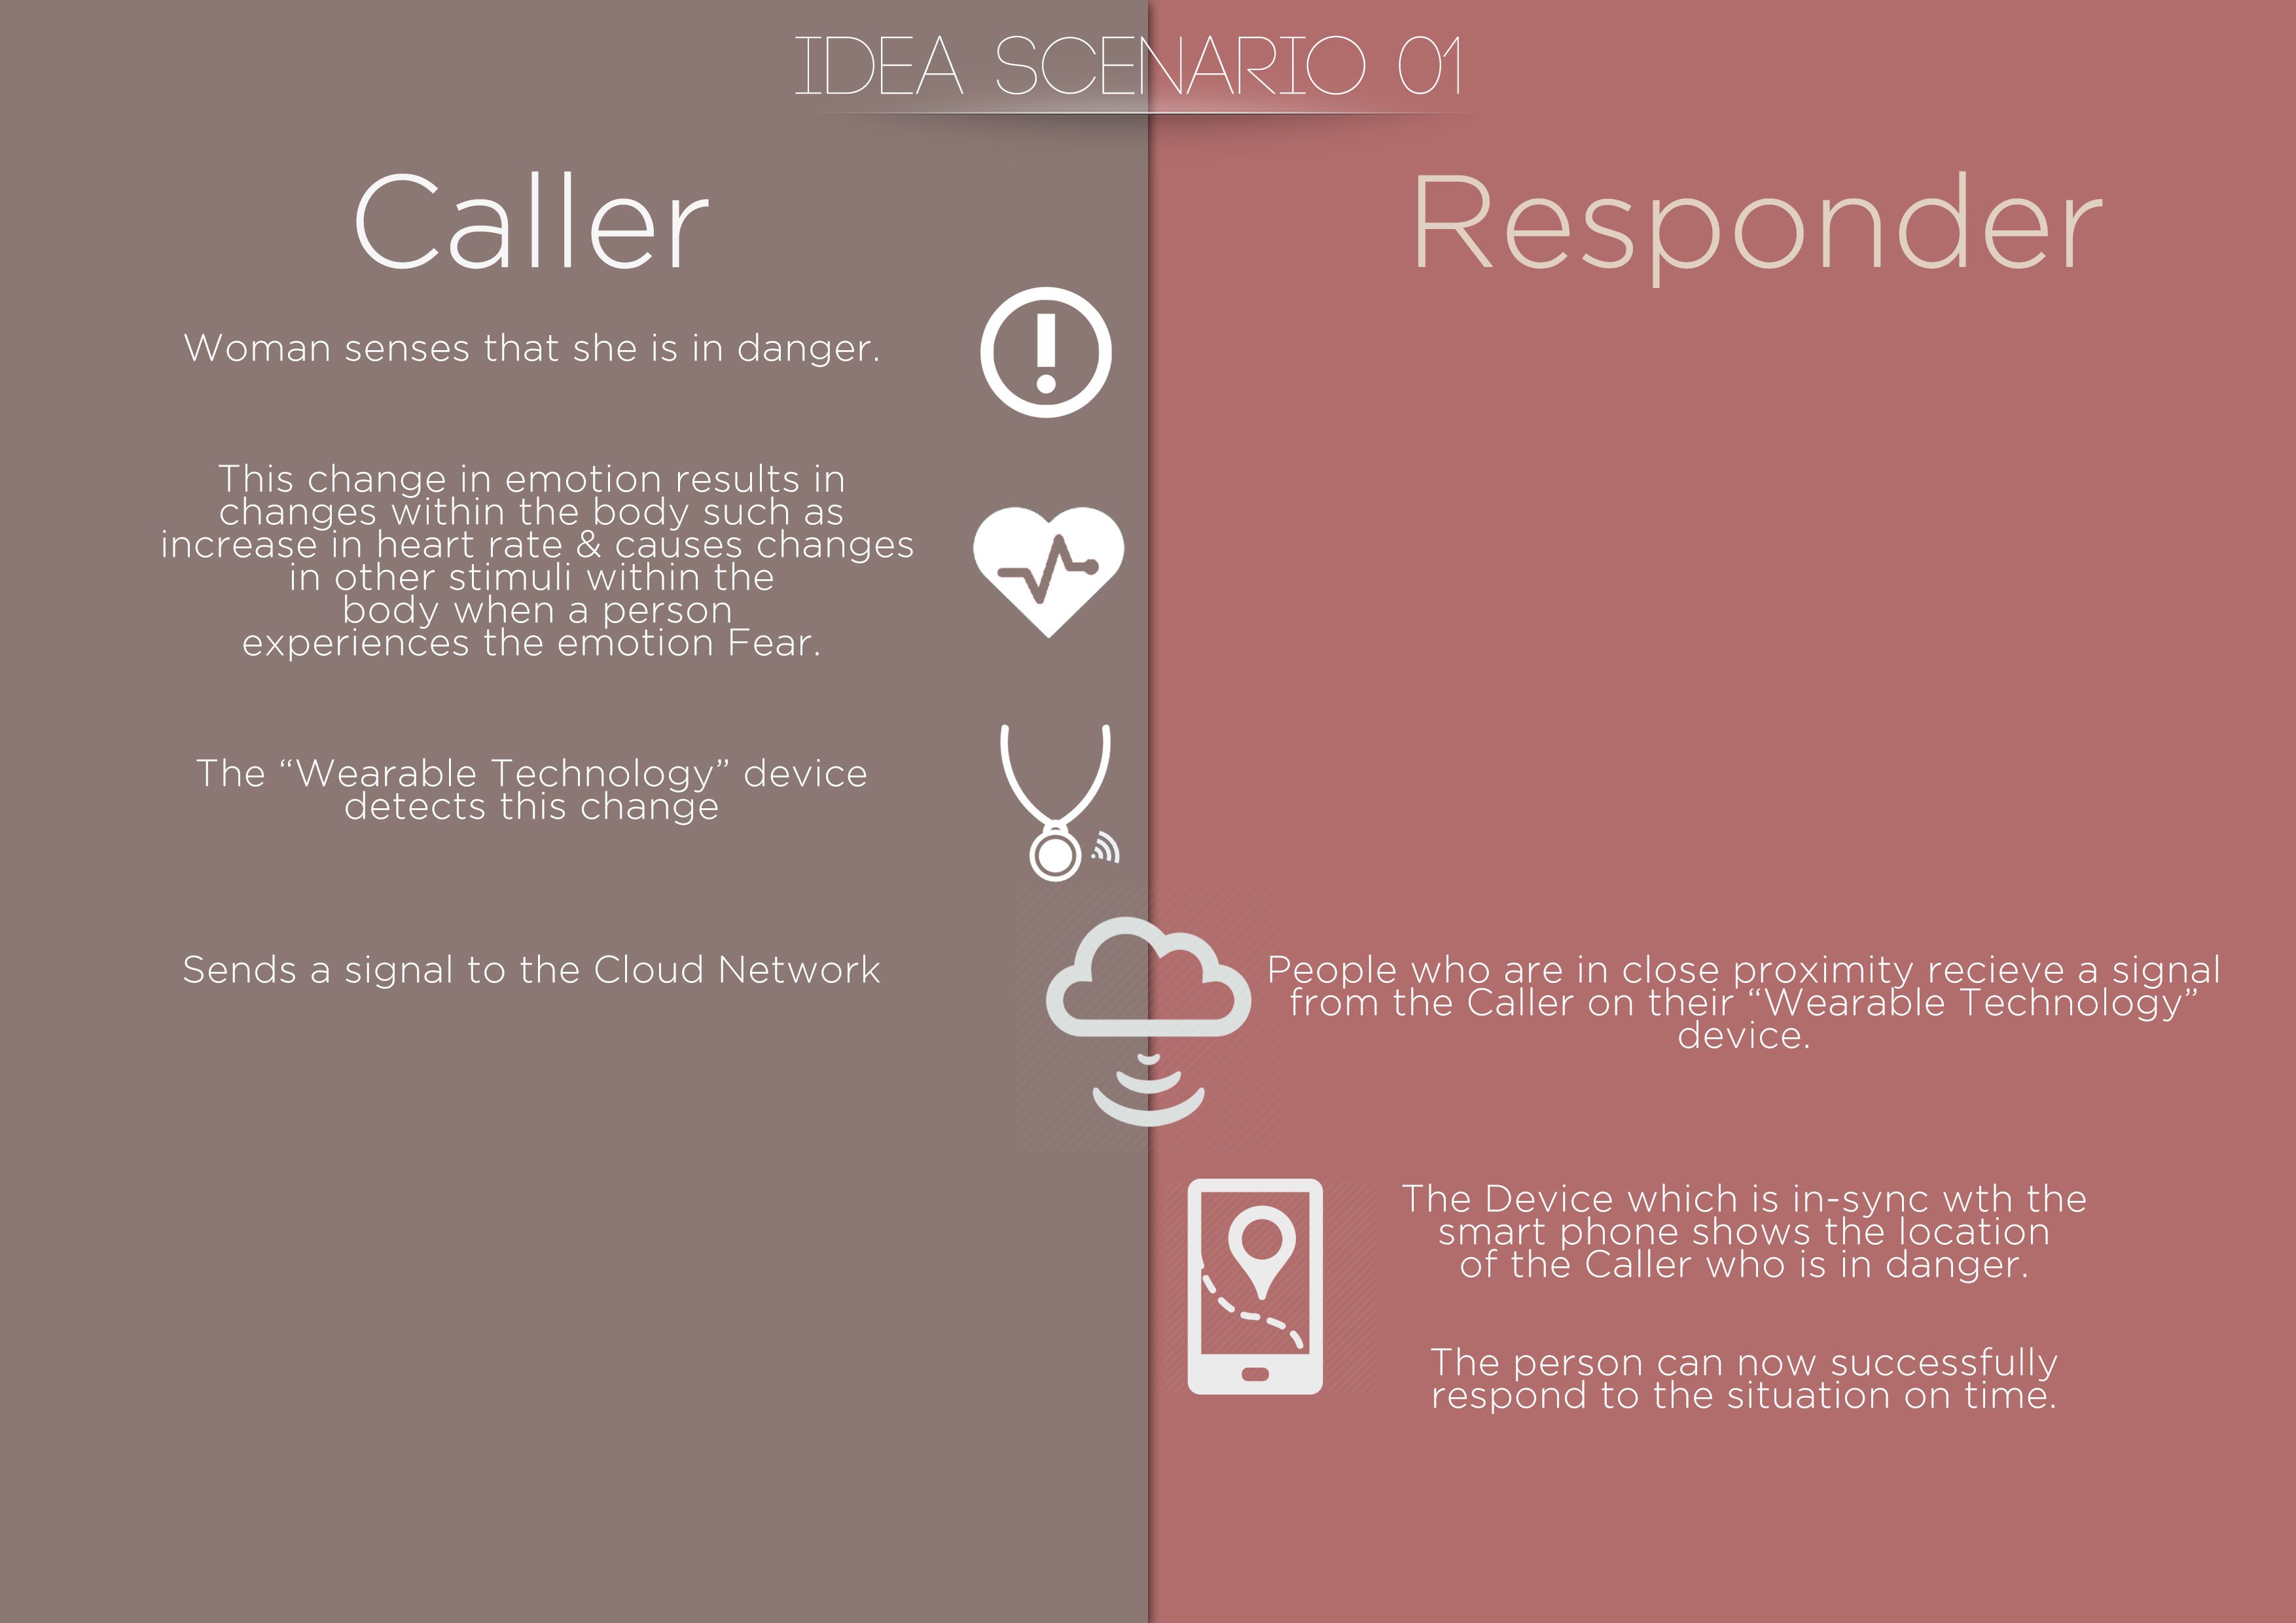 IDEA SCENARIO 01
Caller
Woman senses that she is in danger.
This change in emotion results in
changes within the body such as
increase in heart rate & causes changes
in other stimuli within the
body when a person
experiences the emotion Fear.
The “Wearable Technology” device
detects this change
Sends a signal to the Cloud Network
Responder
People who are in close proximity recieve a signal
from the Caller on their “Wearable Technology”
device.
The Device which is in-sync wth the
smart phone shows the location
of the Caller who is in danger.
The person can now successfully
respond to the situation on time.